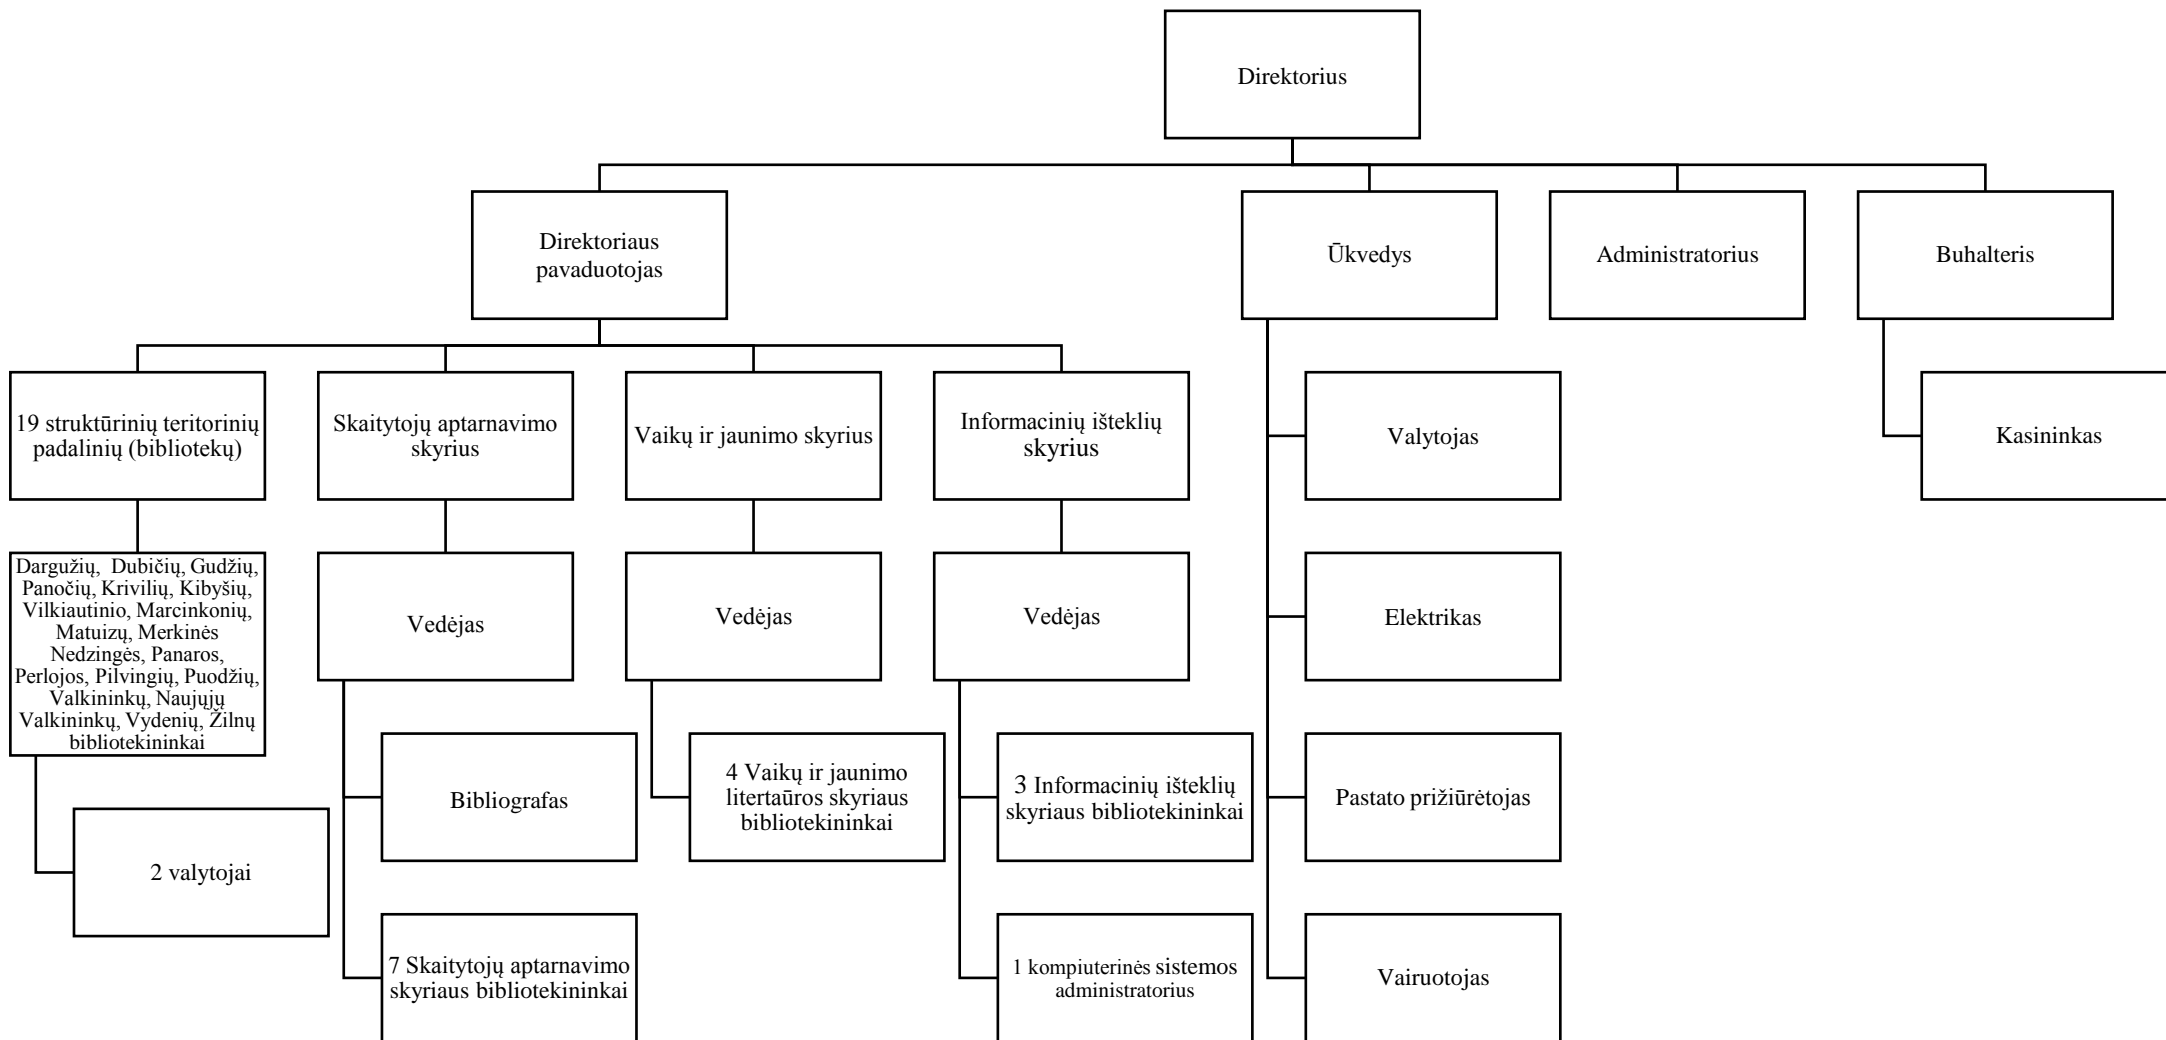 Direktorius
Direktoriaus
pavaduotojas
Ūkvedys
Administratorius
Buhalteris
19 struktūrinių teritorinių
padalinių (bibliotekų)
Skaitytojų aptarnavimo
skyrius
Vaikų ir jaunimo skyrius
Informacinių išteklių
skyrius
Valytojas
Kasininkas
Dargužių, Dubičių, Gudžių,
Panočių, Krivilių, Kibyšių,
Vilkiautinio, Marcinkonių,
Matuizų, Merkinės
Nedzingės, Panaros,
Perlojos, Pilvingių, Puodžių,
Valkininkų, Naujųjų
Valkininkų, Vydenių, Žilnų
bibliotekininkai
Vedėjas
Vedėjas
Vedėjas
Elektrikas
2 valytojai
Bibliografas
4 Vaikų ir jaunimo
litertaūros skyriaus
bibliotekininkai
3 Informacinių išteklių
skyriaus bibliotekininkai
Pastato prižiūrėtojas
7 Skaitytojų aptarnavimo
skyriaus bibliotekininkai
1 kompiuterinės sistemos
administratorius
Vairuotojas